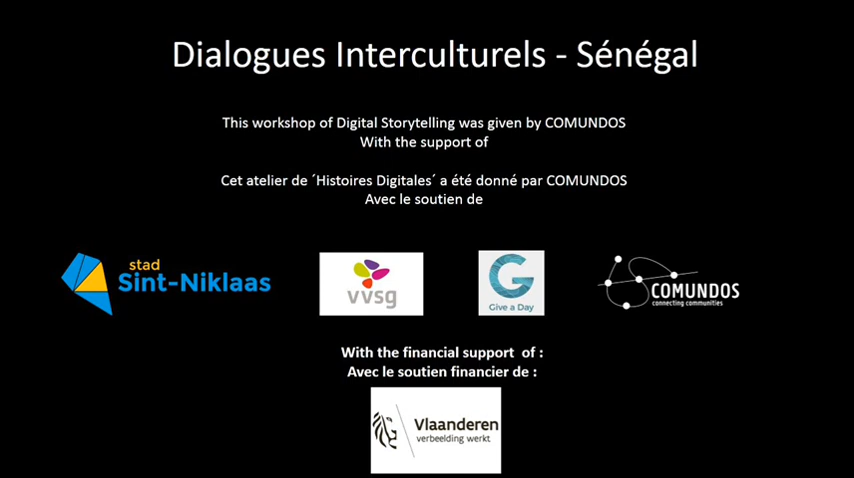 Dialogues Interculturels - Sénégal
This workshop of Digital Storytelling was given by COMUNDOS
With the support of
Cet atelier de ´Histoires Digitales´ a été donné par COMUNDOS
Avec le soutien de
stad
Sint-Niklaas
vvsg
G
Give a Day
COMUNDOS
connecting communities
With the financial support of :
Avec le soutien financier de :
Vlaanderen
verbeelding werkt